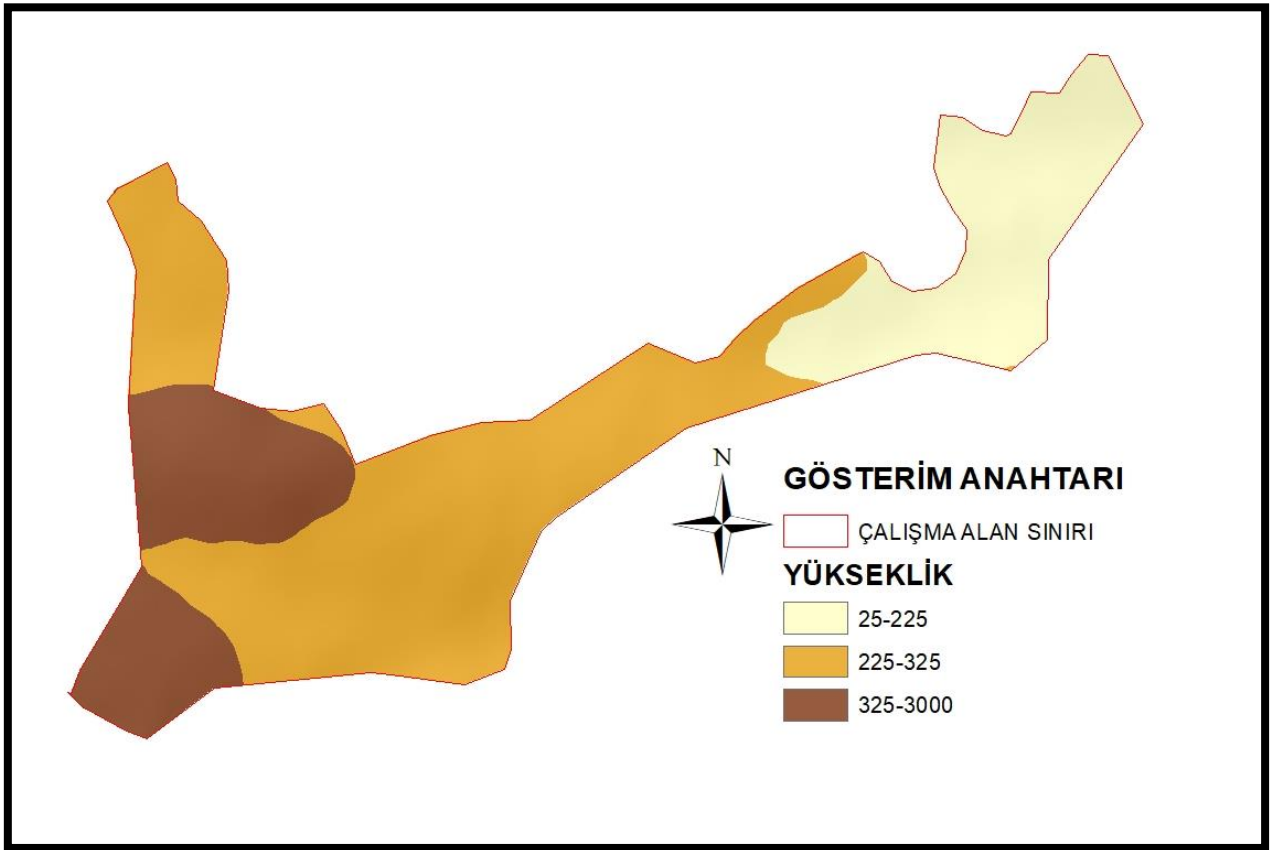 N
GÖSTERİM ANAHTARI
ÇALIŞMA ALAN SINIRI
YÜKSEKLİK
25-225
225-325
325-3000